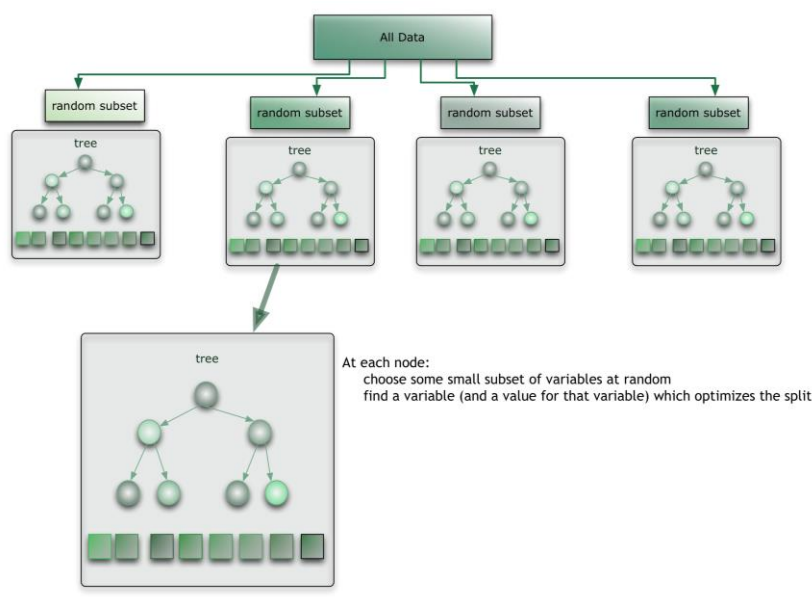 All Data
random subset
random subset
random subset
random subset
tree
tree
tree
tree
tree
At each node:
choose some small subset of variables at random
find a variable (and a value for that variable) which optimizes the split